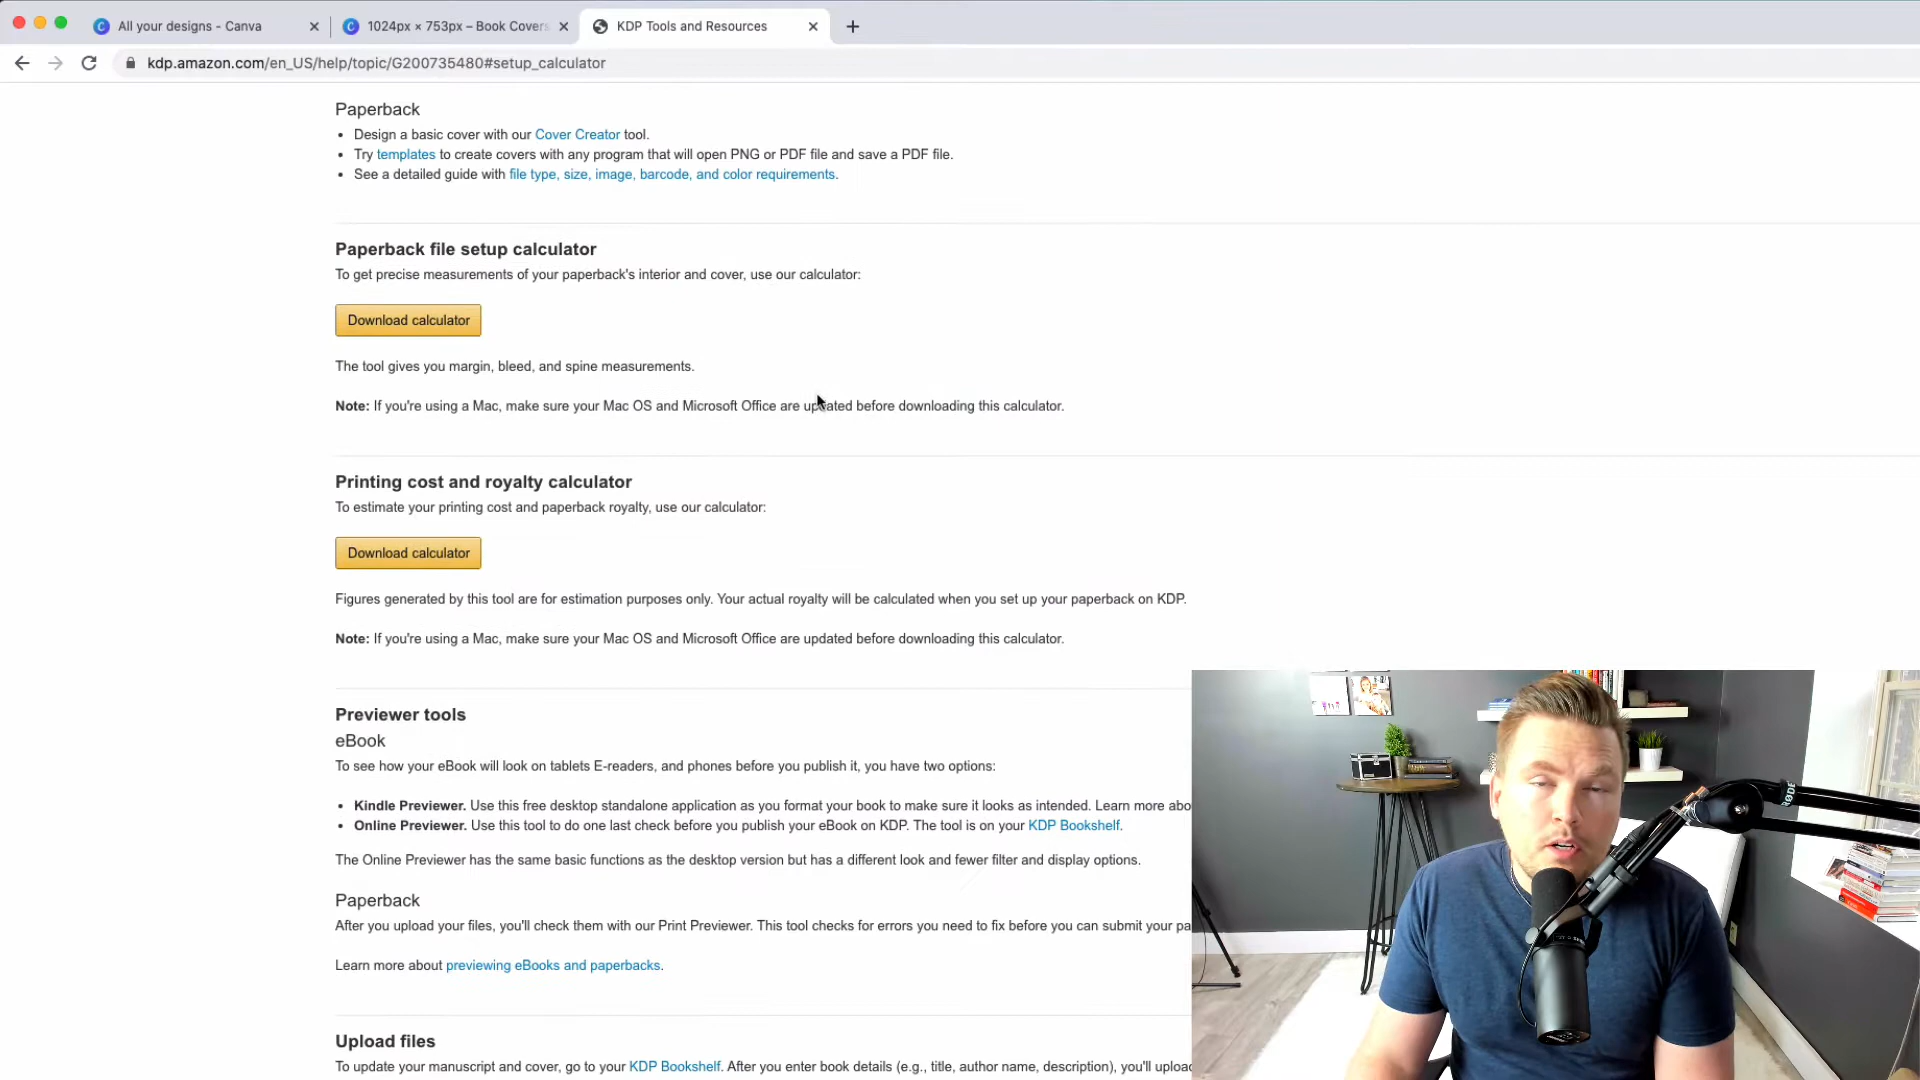 All your designs - Canva
1024px × 753px – Book Covers
KDP Tools and Resources
kdp.amazon.com/en_US/help/topic/G200735480#setup_calculator
Paperback
• Design a basic cover with our Cover Creator tool.
• Try templates to create covers with any program that will open PNG or PDF file and save a PDF file.
• See a detailed guide with file type, size, image, barcode, and color requirements.
Paperback file setup calculator
To get precise measurements of your paperback's interior and cover, use our calculator:
Download calculator
The tool gives you margin, bleed, and spine measurements.
Note: If you're using a Mac, make sure your Mac OS and Microsoft Office are updated before downloading this calculator.
Printing cost and royalty calculator
To estimate your printing cost and paperback royalty, use our calculator:
Download calculator
Figures generated by this tool are for estimation purposes only. Your actual royalty will be calculated when you set up your paperback on KDP.
Note: If you're using a Mac, make sure your Mac OS and Microsoft Office are updated before downloading this calculator.
Previewer tools
eBook
To see how your eBook will look on tablets E-readers, and phones before you publish it, you have two options:
• Kindle Previewer. Use this free desktop standalone application as you format your book to make sure it looks as intended. Learn more abo
• Online Previewer. Use this tool to do one last check before you publish your eBook on KDP. The tool is on your KDP Bookshelf.
The Online Previewer has the same basic functions as the desktop version but has a different look and fewer filter and display options.
Paperback
After you upload your files, you'll check them with our Print Previewer. This tool checks for errors you need to fix before you can submit your pa
Learn more about previewing eBooks and paperbacks.
Upload files
To update your manuscript and cover, go to your KDP Bookshelf. After you enter book details (e.g., title, author name, description), you'll uploac
RØDE